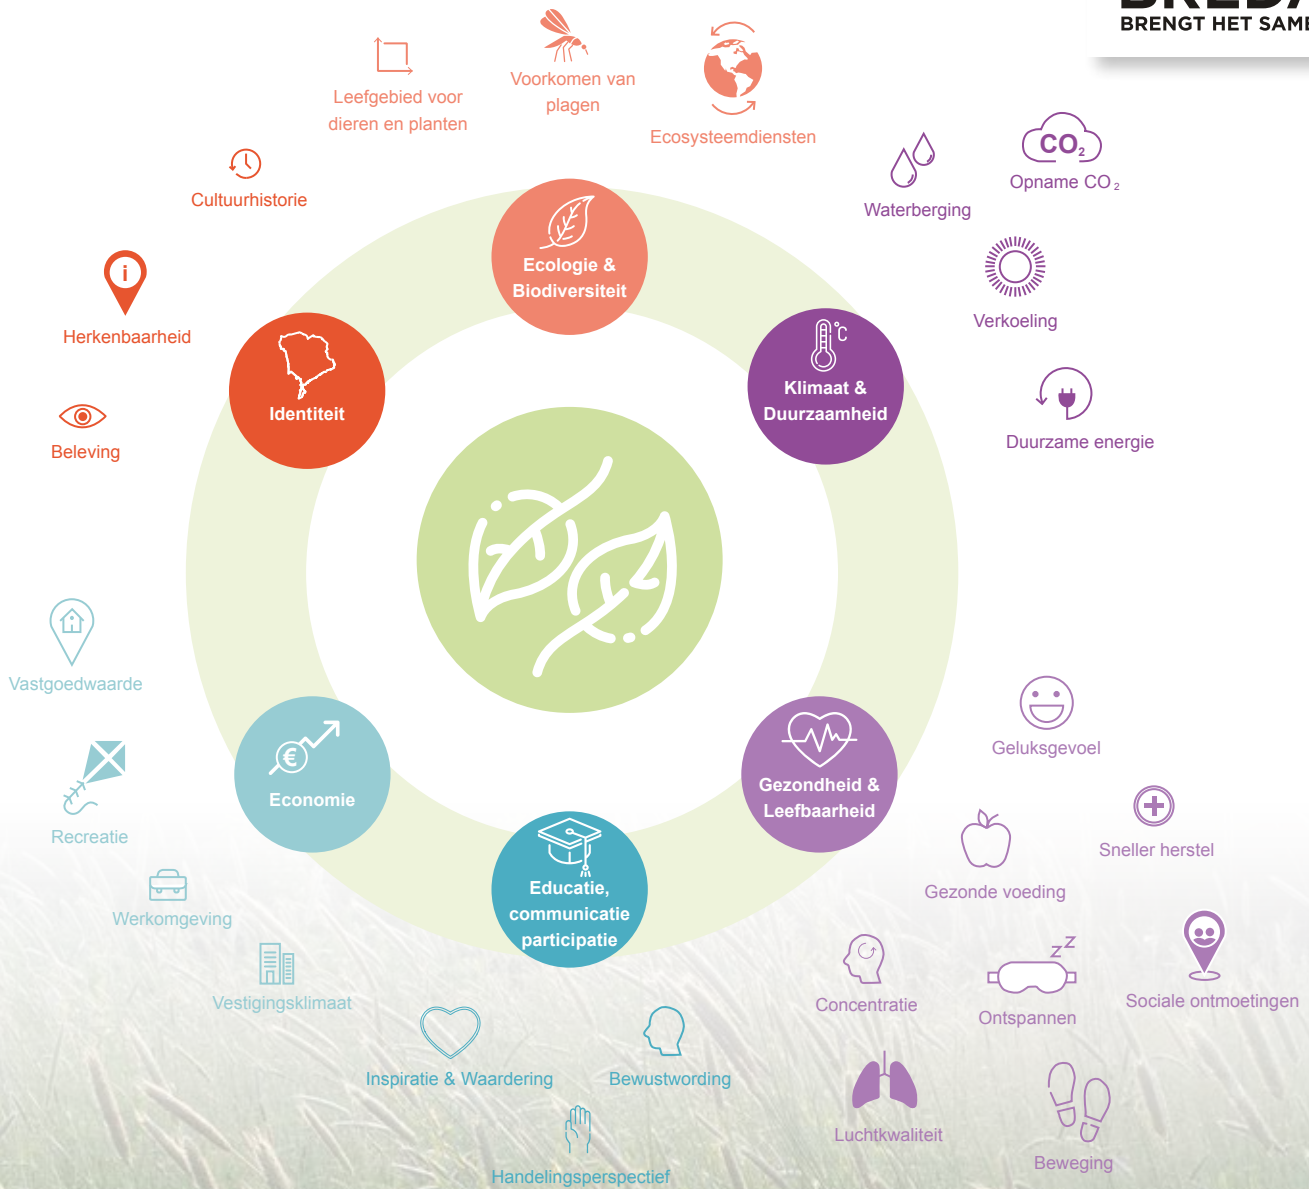 BRENGT HET SAME
Voorkomen van
plagen
Leefgebied voor
dieren en planten
Ecosysteemdiensten
Cultuurhistorie
Waterberging
CO2
Opname CO2
Herkenbaarheid
i
Beleving
Verkoeling
Duurzame energie
Ecologie &
Biodiversiteit
Identiteit
°C
Klimaat &
Duurzaamheid
Vastgoedwaarde
Recreatie
Werkomgeving
Vestigingsklimaat
€
Economie
Educatie,
communicatie
participatie
Gezondheid &
Leefbaarheid
Geluksgevoel
Sneller herstel
Gezonde voeding
Concentratie
zZ
Ontspannen
Sociale ontmoetingen
Luchtkwaliteit
Beweging
Inspiratie & Waardering
Bewustwording
Handelingsperspectief